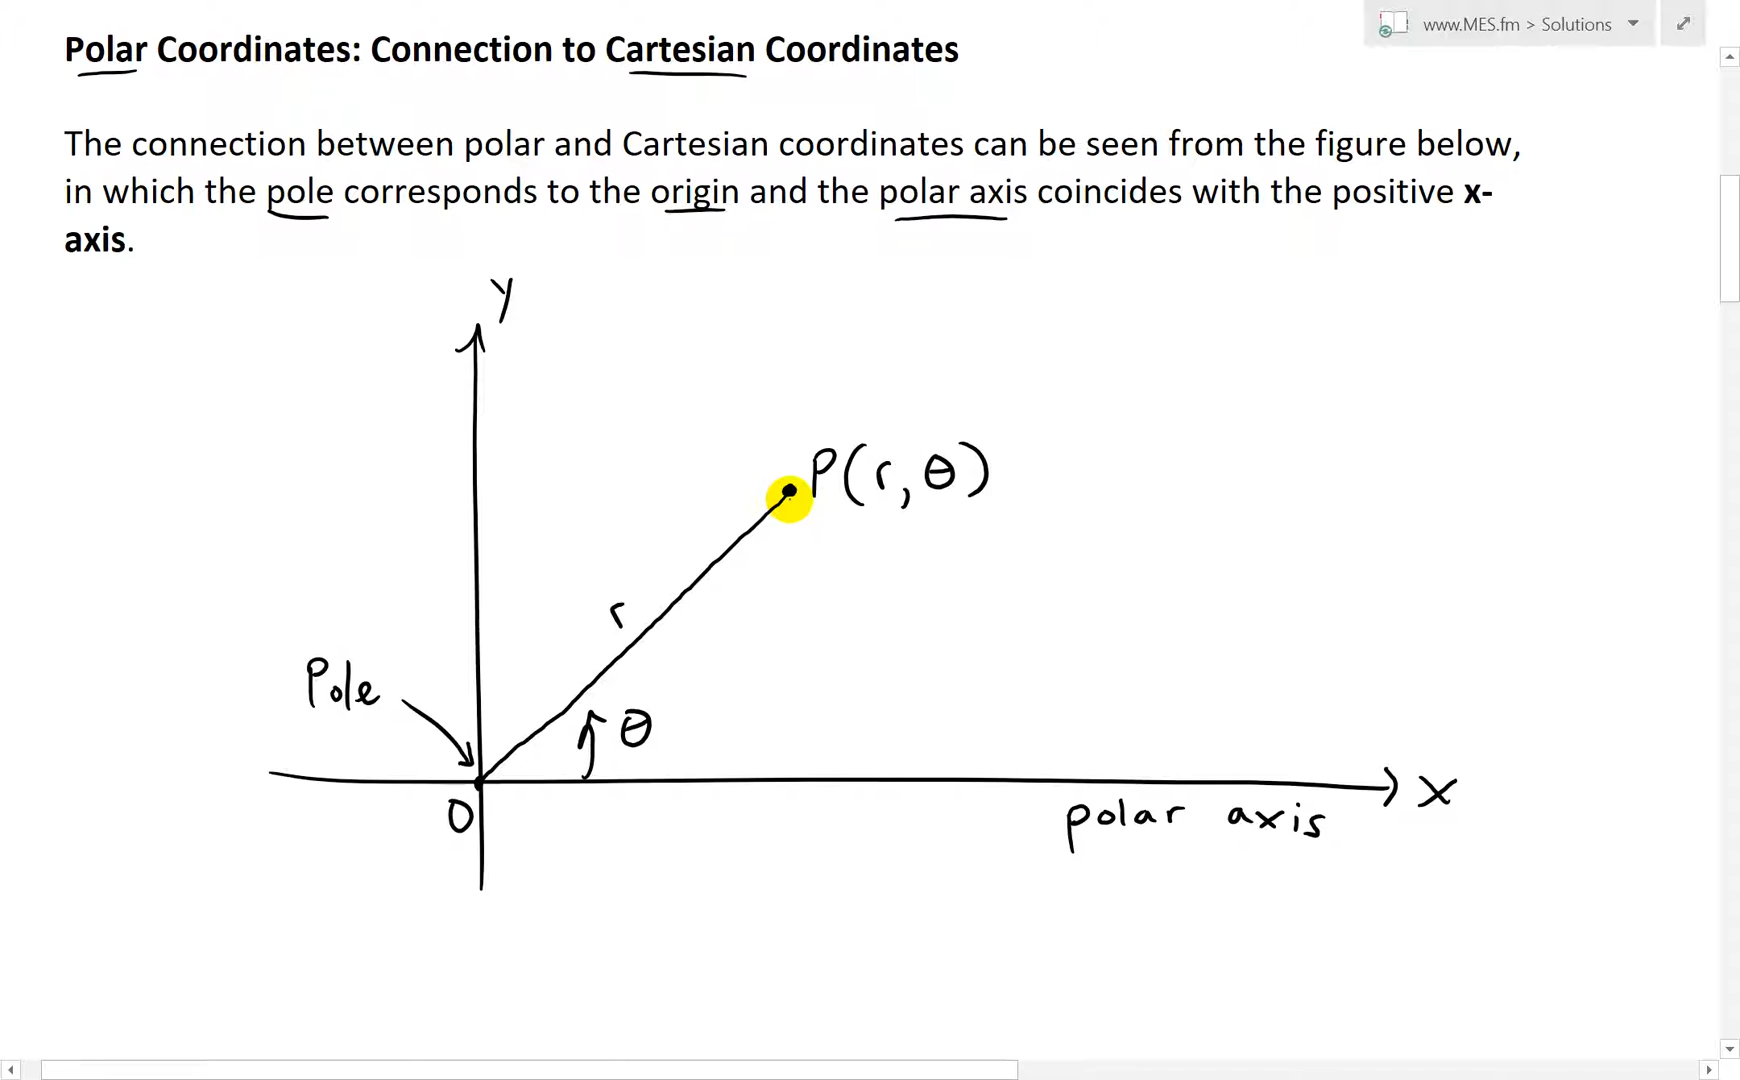 www.MES.fm > Solutions
Polar Coordinates: Connection to Cartesian Coordinates
The connection between polar and Cartesian coordinates can be seen from the figure below,
in which the pole corresponds to the origin and the polar axis coincides with the positive x-
axis.
y
P(r, θ)
r
Pole
θ
O
x
polar axis